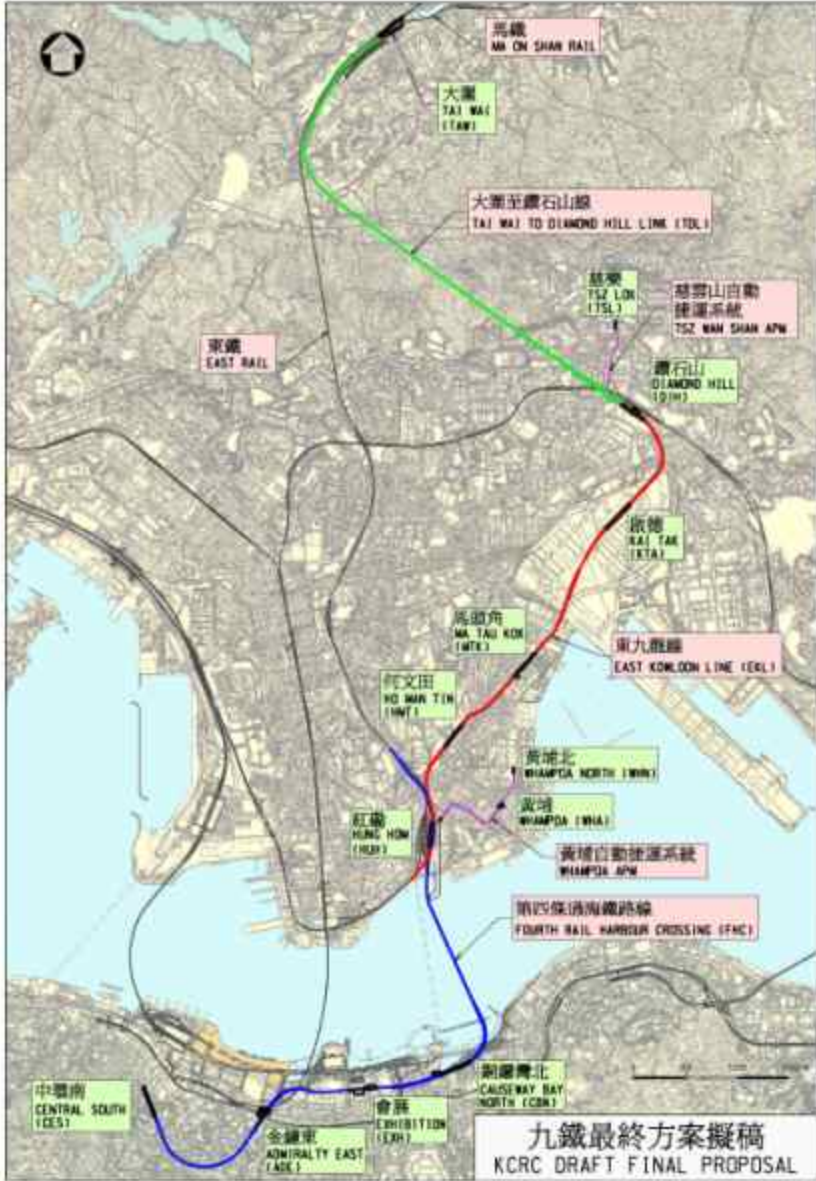 馬鐵
MA ON SHAN RAIL
大圍
TAI WAI
(TAW)
大圍至鑽石山線
TAI WAI TO DIAMOND HILL LINK (TDL)
慈樂
TSZ LOK
(TSL)
慈雲山自動
捷運系統
TSZ WAN SHAN APM
東鐵
EAST RAIL
鑽石山
DIAMOND HILL
(DIH)
啟德
KAI TAK
(KTA)
馬頭角
MA TAU KOK
(MTK)
東九龍線
EAST KOWLOON LINE (EKL)
何文田
HO MAN TIN
(HMT)
黃埔北
WHAMPOA NORTH (WHN)
黃埔
WHAMPOA (WHA)
紅磡
HUNG HOM
(HUH)
黃埔自動捷運系統
WHAMPOA APM
第四條過海鐵路線
FOURTH RAIL HARBOUR CROSSING (FHC)
中環南
CENTRAL SOUTH
(CES)
銅鑼灣北
CAUSEWAY BAY
NORTH (CBN)
會展
EXHIBITION
(EXH)
金鐘東
ADMIRALTY EAST
(ADE)
九鐵最終方案擬稿
KCRC DRAFT FINAL PROPOSAL